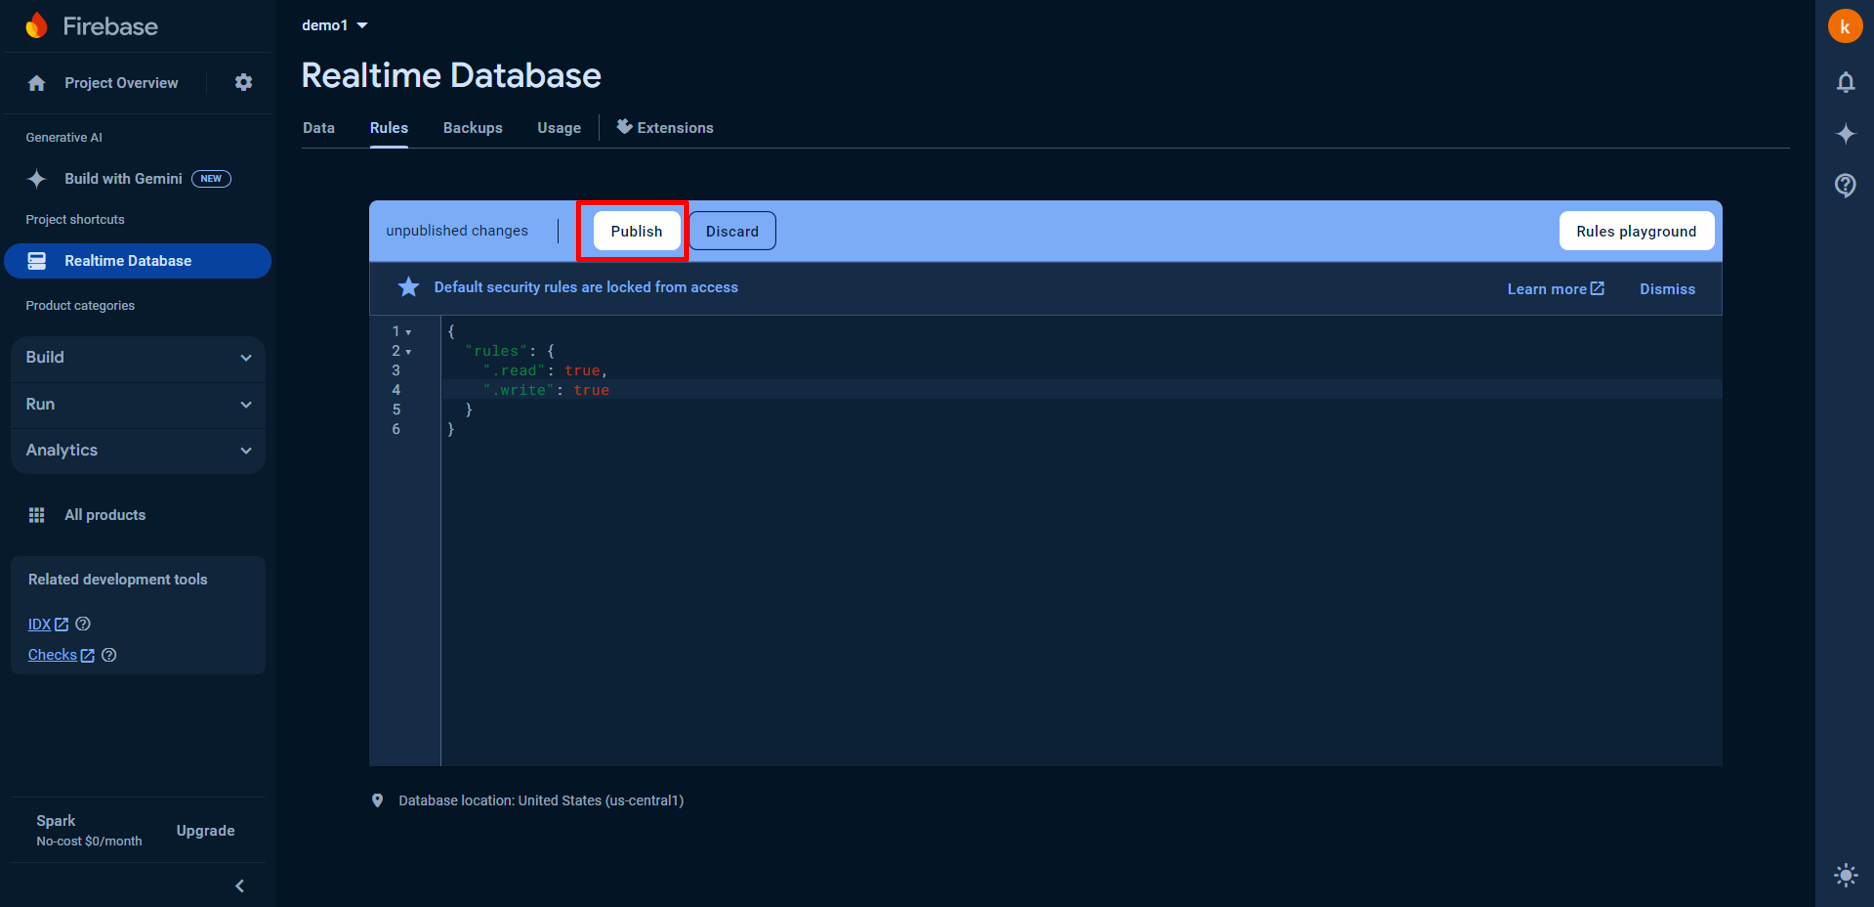 Firebase
Project Overview
Generative AI
Build with Gemini NEW
Project shortcuts
Realtime Database
Product categories
Build
Run
Analytics
All products
Related development tools
IDX
Checks
Spark
No-cost $0/month
Upgrade
demo1
Realtime Database
Data Rules Backups Usage Extensions
unpublished changes Publish Discard Rules playground
Default security rules are locked from access Learn more Dismiss
1 {
2 "rules": {
3 ".read": true,
4 ".write": true
5 }
6 }
Database location: United States (us-central1)
k